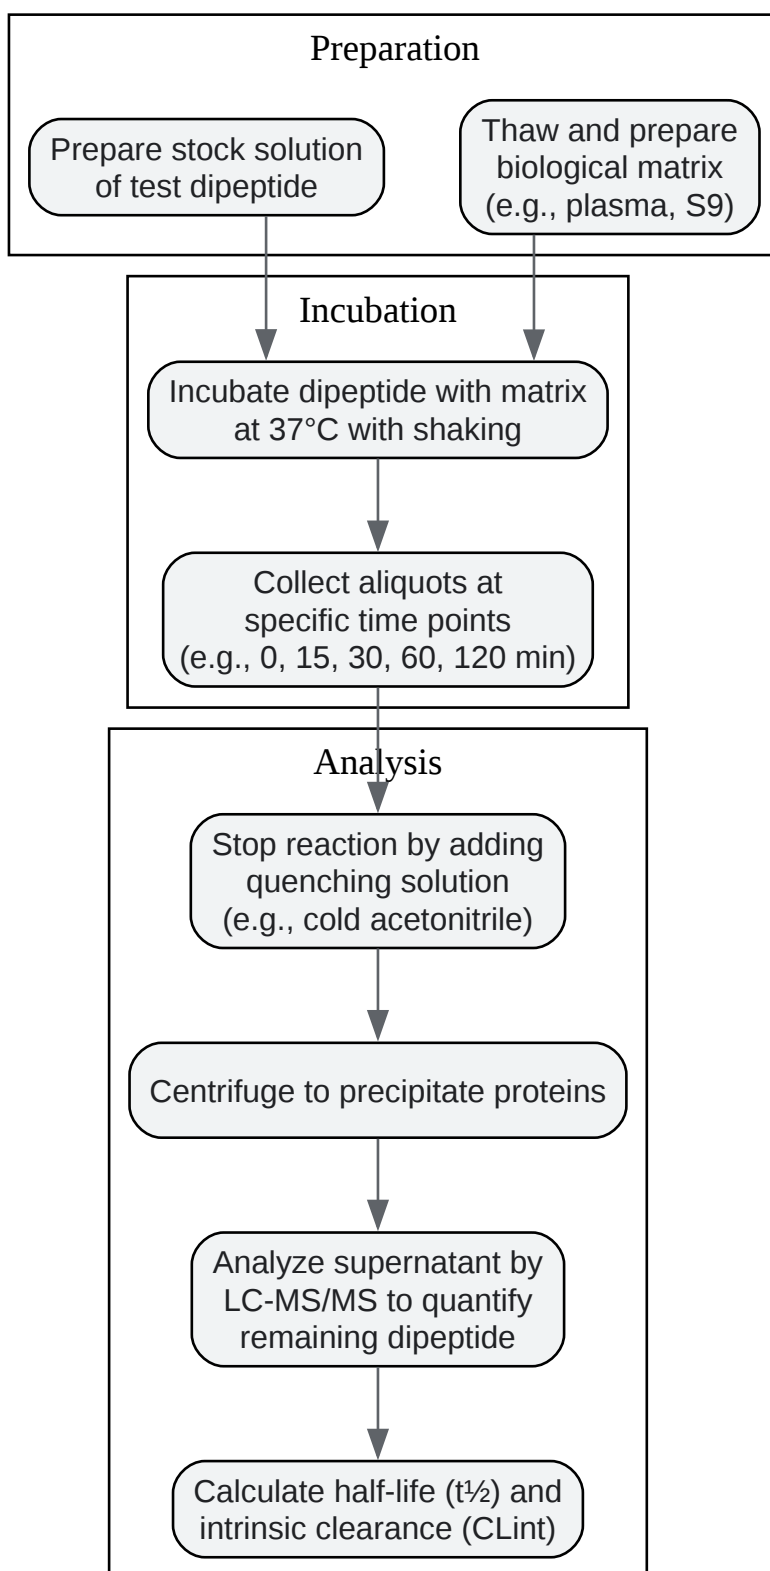 Preparation
Prepare stock solution
of test dipeptide
Thaw and prepare
biological matrix
(e.g., plasma, S9)
Incubation
Incubate dipeptide with matrix
at 37°C with shaking
Collect aliquots at
specific time points
(e.g., 0, 15, 30, 60, 120 min)
Analysis
Stop reaction by adding
quenching solution
(e.g., cold acetonitrile)
Centrifuge to precipitate proteins
Analyze supernatant by
LC-MS/MS to quantify
remaining dipeptide
Calculate half-life (t½) and
intrinsic clearance (CLint)